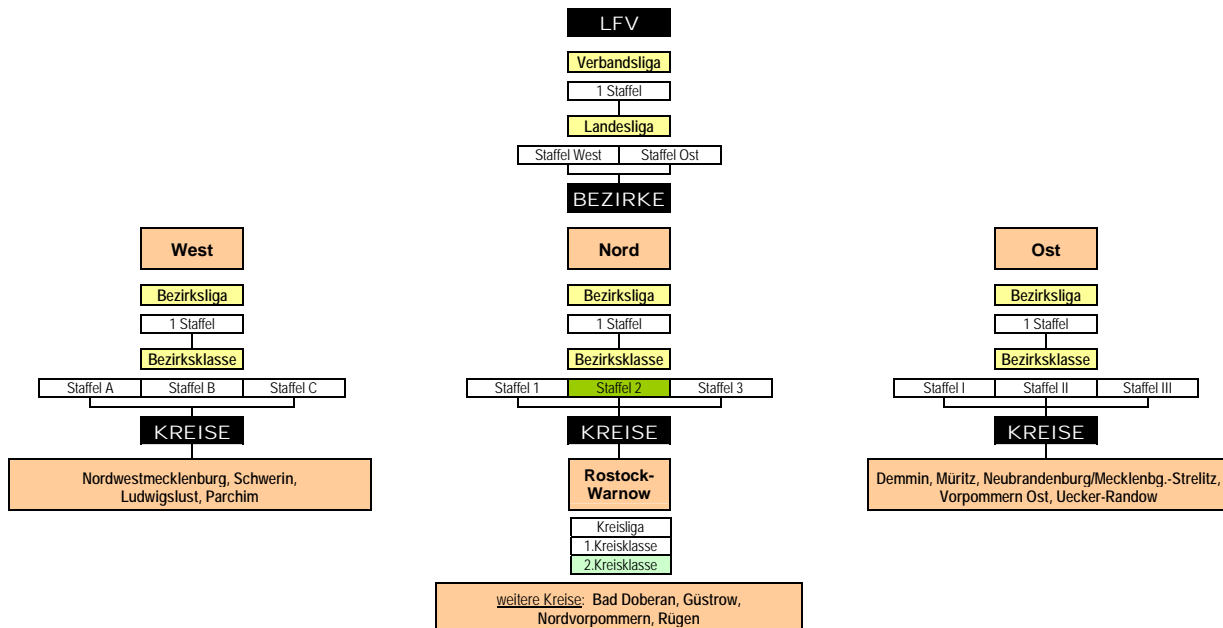 LFV
Verbandsliga
1 Staffel
Landesliga
Staffel West
Staffel Ost
BEZIRKE
West
Nord
Ost
Bezirksliga
Bezirksliga
Bezirksliga
1 Staffel
1 Staffel
1 Staffel
Bezirksklasse
Bezirksklasse
Bezirksklasse
Staffel A
Staffel B
Staffel C
Staffel 1
Staffel 2
Staffel 3
Staffel I
Staffel II
Staffel III
KREISE
KREISE
KREISE
Nordwestmecklenburg, Schwerin,
Ludwigslust, Parchim
Rostock-
Warnow
Demmin, Müritz, Neubrandenburg/Mecklenbg.-Strelitz,
Vorpommern Ost, Uecker-Randow
Kreisliga
1.Kreisklasse
2.Kreisklasse
weitere Kreise: Bad Doberan, Güstrow,
Nordvorpommern, Rügen